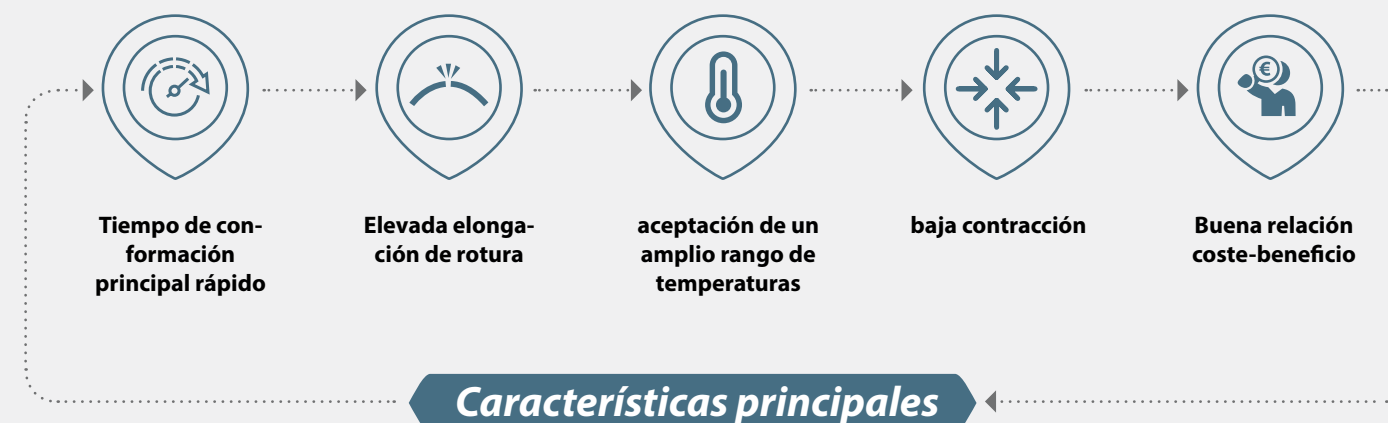 Tiempo de con-
formación
principal rápido
Elevada elonga-
ción de rotura
aceptación de un
amplio rango de
temperaturas
baja contracción
Buena relación
coste-beneficio
Características principales